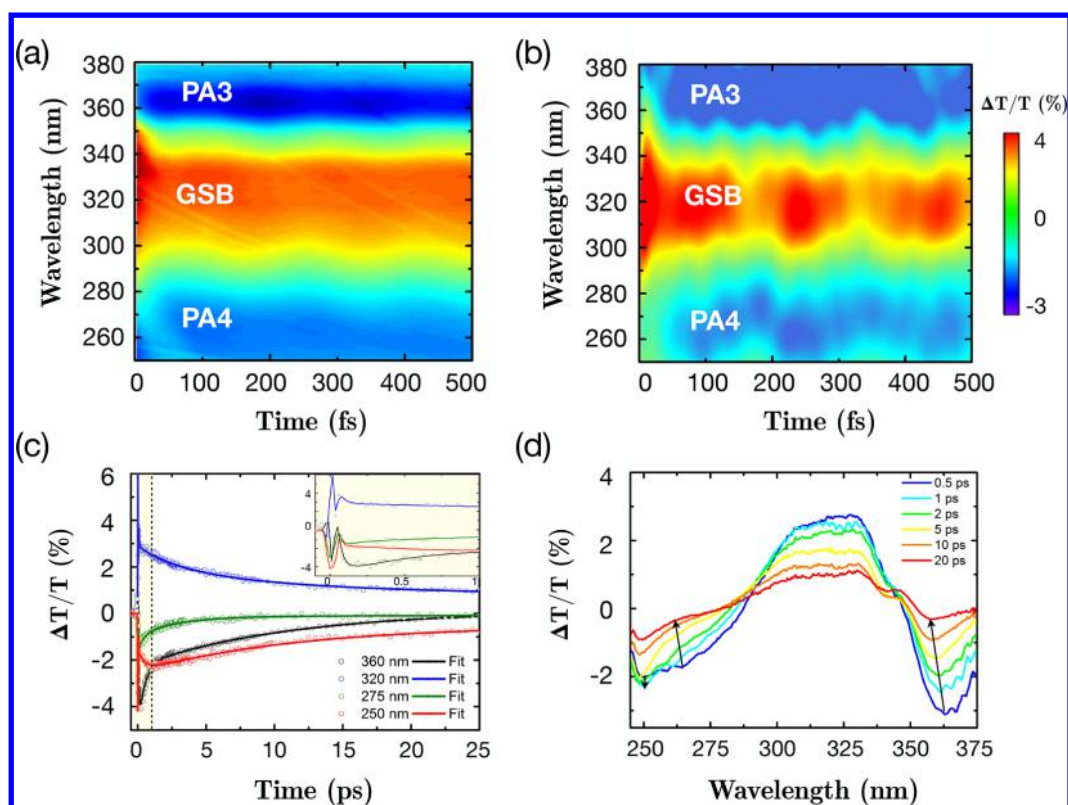 (a)
380
360
340
320
300
280
260
Wavelength (nm)
PA3
GSB
PA4
0 100 200 300 400 500
Time (fs)
(b)
380
360
340
320
300
280
260
Wavelength (nm)
PA3
GSB
PA4
0 100 200 300 400 500
Time (fs)
ΔT/T (%)
4
0
-3
(c)
6
4
2
0
-2
-4
ΔT/T (%)
4
0
-4
0 0.5 1
360 nm Fit
320 nm Fit
275 nm Fit
250 nm Fit
0 5 10 15 20 25
Time (ps)
(d)
4
2
0
-2
ΔT/T (%)
0.5 ps
1 ps
2 ps
5 ps
10 ps
20 ps
250 275 300 325 350 375
Wavelength (nm)